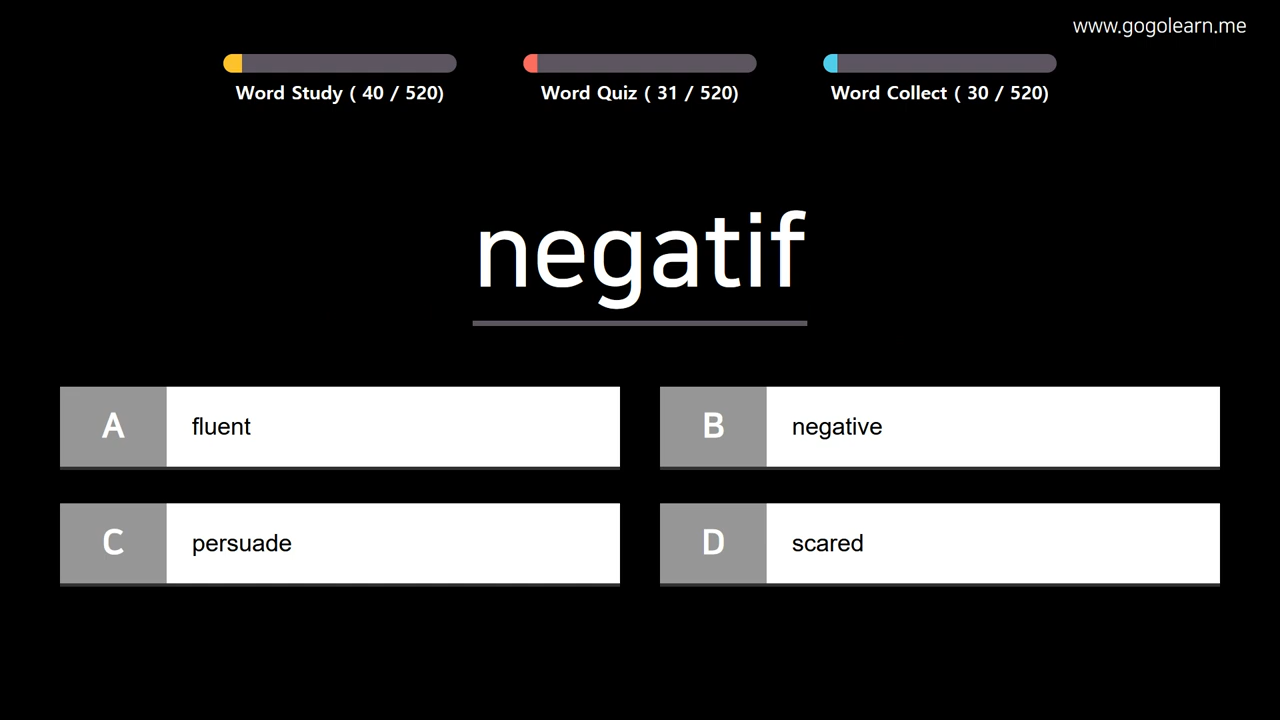 www.gogolearn.me
Word Study ( 40 / 520)
Word Quiz ( 31 / 520)
Word Collect ( 30 / 520)
negatif
A fluent
B negative
C persuade
D scared